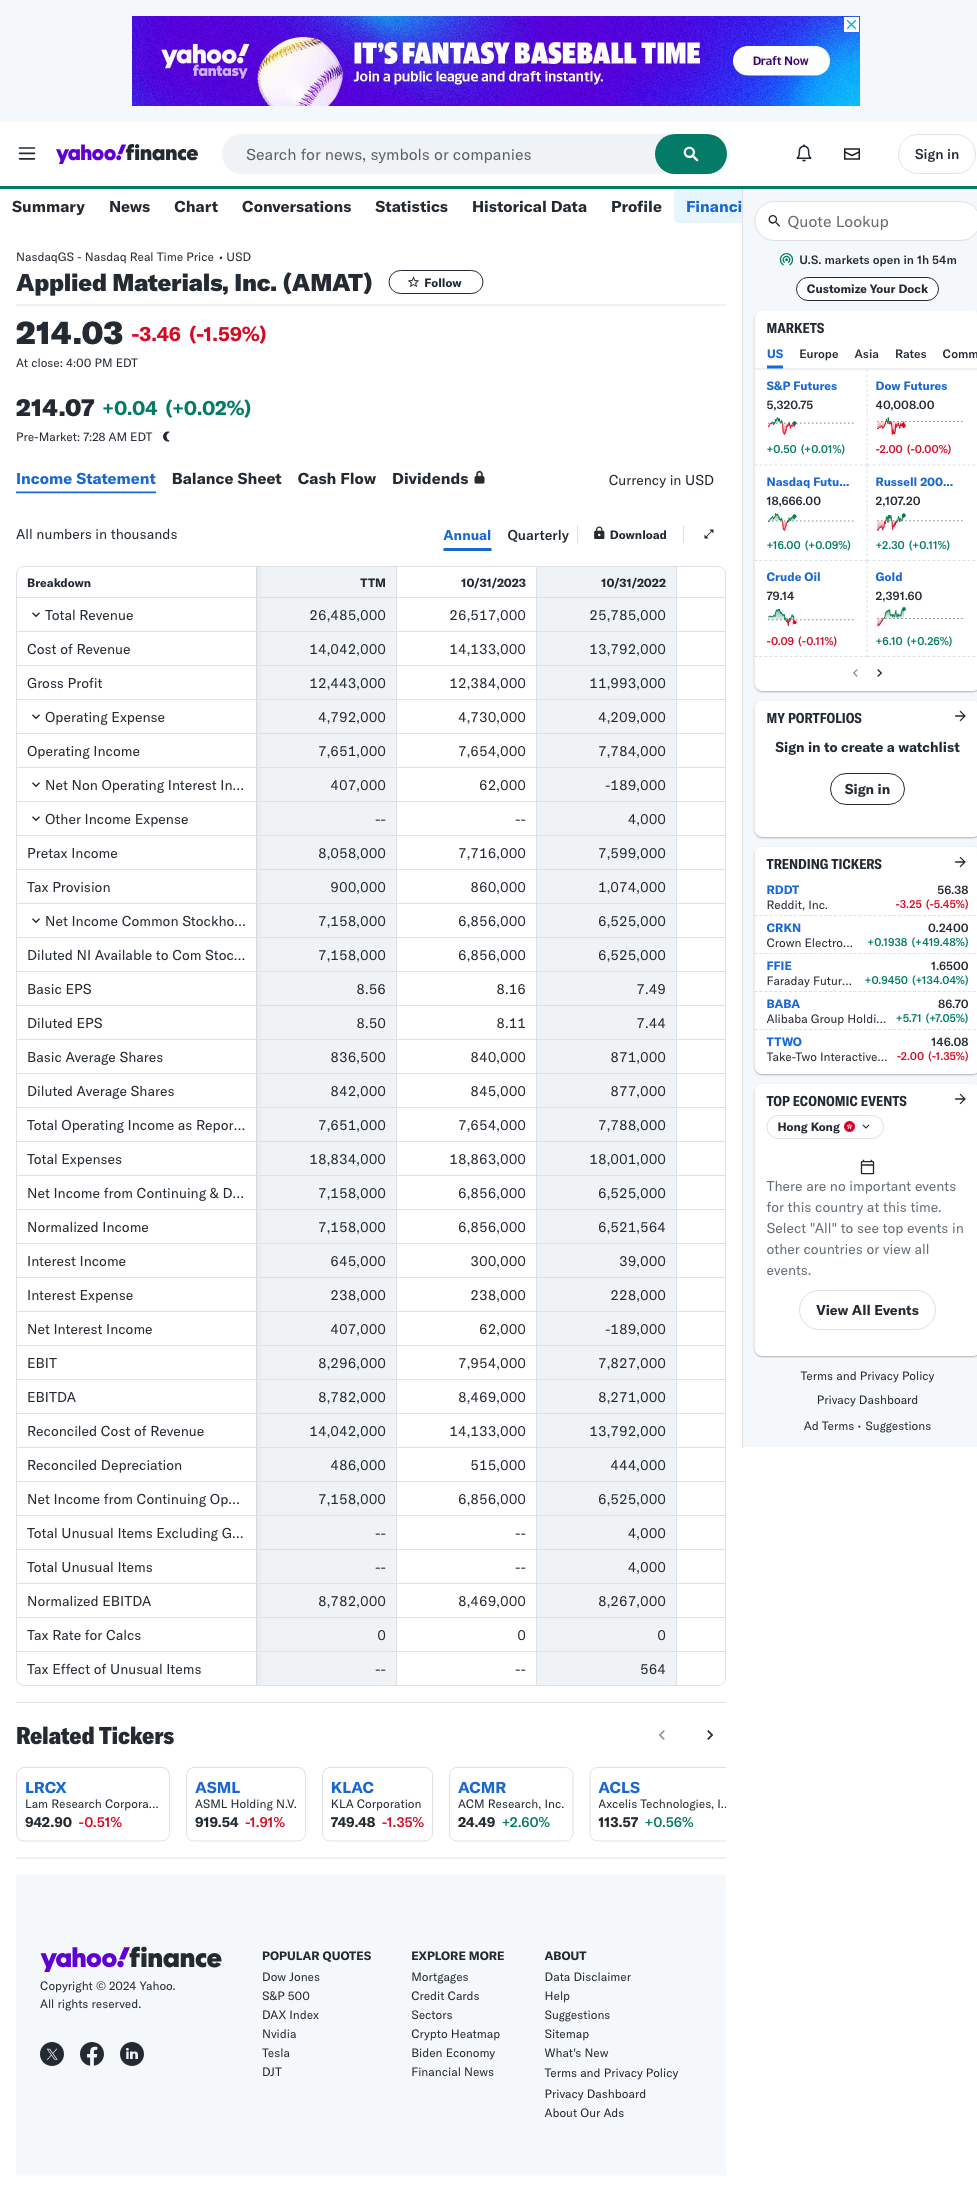 yahoo!
fantasy
IT'S FANTASY BASEBALL TIME
Join a public league and draft instantly.
Draft Now
yahoo!finance
Search for news, symbols or companies
Sign in
Summary News Chart Conversations Statistics Historical Data Profile Financi
NasdaqGS - Nasdaq Real Time Price • USD
Applied Materials, Inc. (AMAT)
Follow
214.03 -3.46 (-1.59%)
At close: 4:00 PM EDT
214.07 +0.04 (+0.02%)
Pre-Market: 7:28 AM EDT
Income Statement Balance Sheet Cash Flow Dividends
Currency in USD
All numbers in thousands
Annual Quarterly Download
Breakdown TTM 10/31/2023 10/31/2022
Total Revenue 26,485,000 26,517,000 25,785,000
Cost of Revenue 14,042,000 14,133,000 13,792,000
Gross Profit 12,443,000 12,384,000 11,993,000
Operating Expense 4,792,000 4,730,000 4,209,000
Operating Income 7,651,000 7,654,000 7,784,000
Net Non Operating Interest In... 407,000 62,000 -189,000
Other Income Expense -- -- 4,000
Pretax Income 8,058,000 7,716,000 7,599,000
Tax Provision 900,000 860,000 1,074,000
Net Income Common Stockho... 7,158,000 6,856,000 6,525,000
Diluted NI Available to Com Stoc... 7,158,000 6,856,000 6,525,000
Basic EPS 8.56 8.16 7.49
Diluted EPS 8.50 8.11 7.44
Basic Average Shares 836,500 840,000 871,000
Diluted Average Shares 842,000 845,000 877,000
Total Operating Income as Repor... 7,651,000 7,654,000 7,788,000
Total Expenses 18,834,000 18,863,000 18,001,000
Net Income from Continuing & D... 7,158,000 6,856,000 6,525,000
Normalized Income 7,158,000 6,856,000 6,521,564
Interest Income 645,000 300,000 39,000
Interest Expense 238,000 238,000 228,000
Net Interest Income 407,000 62,000 -189,000
EBIT 8,296,000 7,954,000 7,827,000
EBITDA 8,782,000 8,469,000 8,271,000
Reconciled Cost of Revenue 14,042,000 14,133,000 13,792,000
Reconciled Depreciation 486,000 515,000 444,000
Net Income from Continuing Op... 7,158,000 6,856,000 6,525,000
Total Unusual Items Excluding G... -- -- 4,000
Total Unusual Items -- -- 4,000
Normalized EBITDA 8,782,000 8,469,000 8,267,000
Tax Rate for Calcs 0 0 0
Tax Effect of Unusual Items -- -- 564
Quote Lookup
U.S. markets open in 1h 54m
Customize Your Dock
MARKETS
US Europe Asia Rates Comm
S&P Futures Dow Futures
5,320.75 40,008.00
+0.50 (+0.01%) -2.00 (-0.00%)
Nasdaq Futu... Russell 200...
18,666.00 2,107.20
+16.00 (+0.09%) +2.30 (+0.11%)
Crude Oil Gold
79.14 2,391.60
-0.09 (-0.11%) +6.10 (+0.26%)
MY PORTFOLIOS
Sign in to create a watchlist
Sign in
TRENDING TICKERS
RDDT 56.38
Reddit, Inc. -3.25 (-5.45%)
CRKN 0.2400
Crown Electro... +0.1938 (+419.48%)
FFIE 1.6500
Faraday Futur... +0.9450 (+134.04%)
BABA 86.70
Alibaba Group Holdi... +5.71 (+7.05%)
TTWO 146.08
Take-Two Interactive... -2.00 (-1.35%)
TOP ECONOMIC EVENTS
Hong Kong
There are no important events
for this country at this time.
Select "All" to see top events in
other countries or view all
events.
View All Events
Terms and Privacy Policy
Privacy Dashboard
Ad Terms • Suggestions
Related Tickers
LRCX
Lam Research Corpora...
942.90 -0.51%
ASML
ASML Holding N.V.
919.54 -1.91%
KLAC
KLA Corporation
749.48 -1.35%
ACMR
ACM Research, Inc.
24.49 +2.60%
ACLS
Axcelis Technologies, I...
113.57 +0.56%
yahoo!finance
Copyright © 2024 Yahoo.
All rights reserved.
POPULAR QUOTES
Dow Jones
S&P 500
DAX Index
Nvidia
Tesla
DJT
EXPLORE MORE
Mortgages
Credit Cards
Sectors
Crypto Heatmap
Biden Economy
Financial News
ABOUT
Data Disclaimer
Help
Suggestions
Sitemap
What's New
Terms and Privacy Policy
Privacy Dashboard
About Our Ads